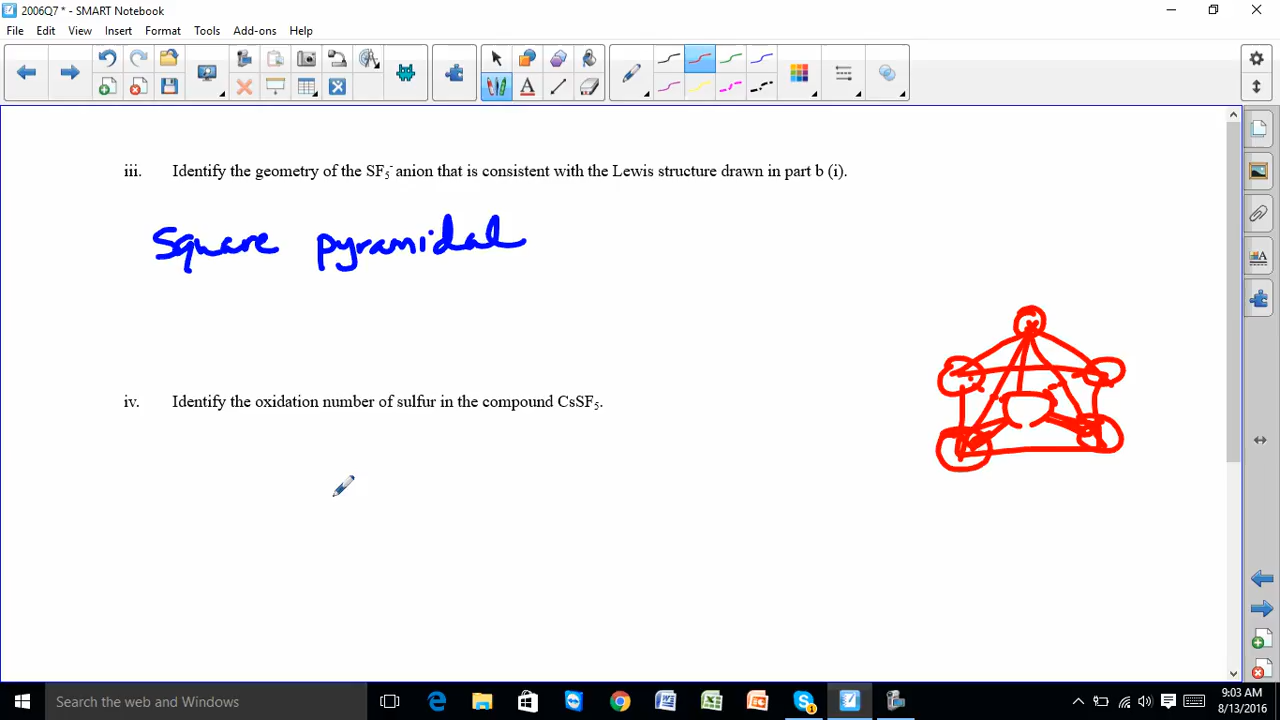 2006Q7 * - SMART Notebook
File Edit View Insert Format Tools Add-ons Help
iii. Identify the geometry of the SF5- anion that is consistent with the Lewis structure drawn in part b (i).
Square pyramidal
iv. Identify the oxidation number of sulfur in the compound CsSF5.
Search the web and Windows
9:03 AM
8/13/2016